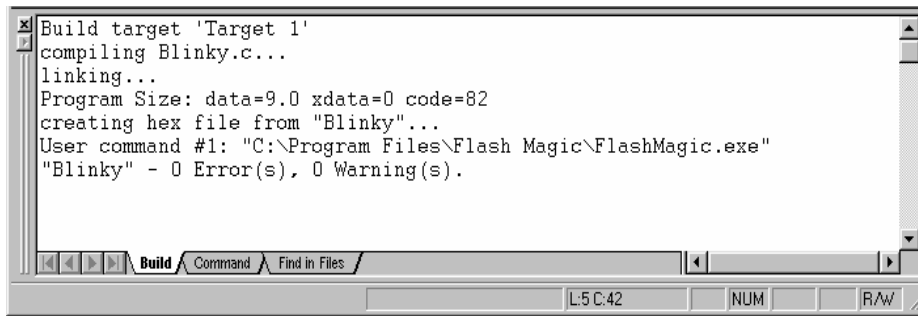 Build target 'Target 1'
compiling Blinky.c...
linking...
Program Size: data=9.0 xdata=0 code=82
creating hex file from "Blinky"...
User command #1: "C:\Program Files\Flash Magic\FlashMagic.exe"
"Blinky" - 0 Error(s), 0 Warning(s).
Build Command Find in Files
L:5 C:42 NUM R/W